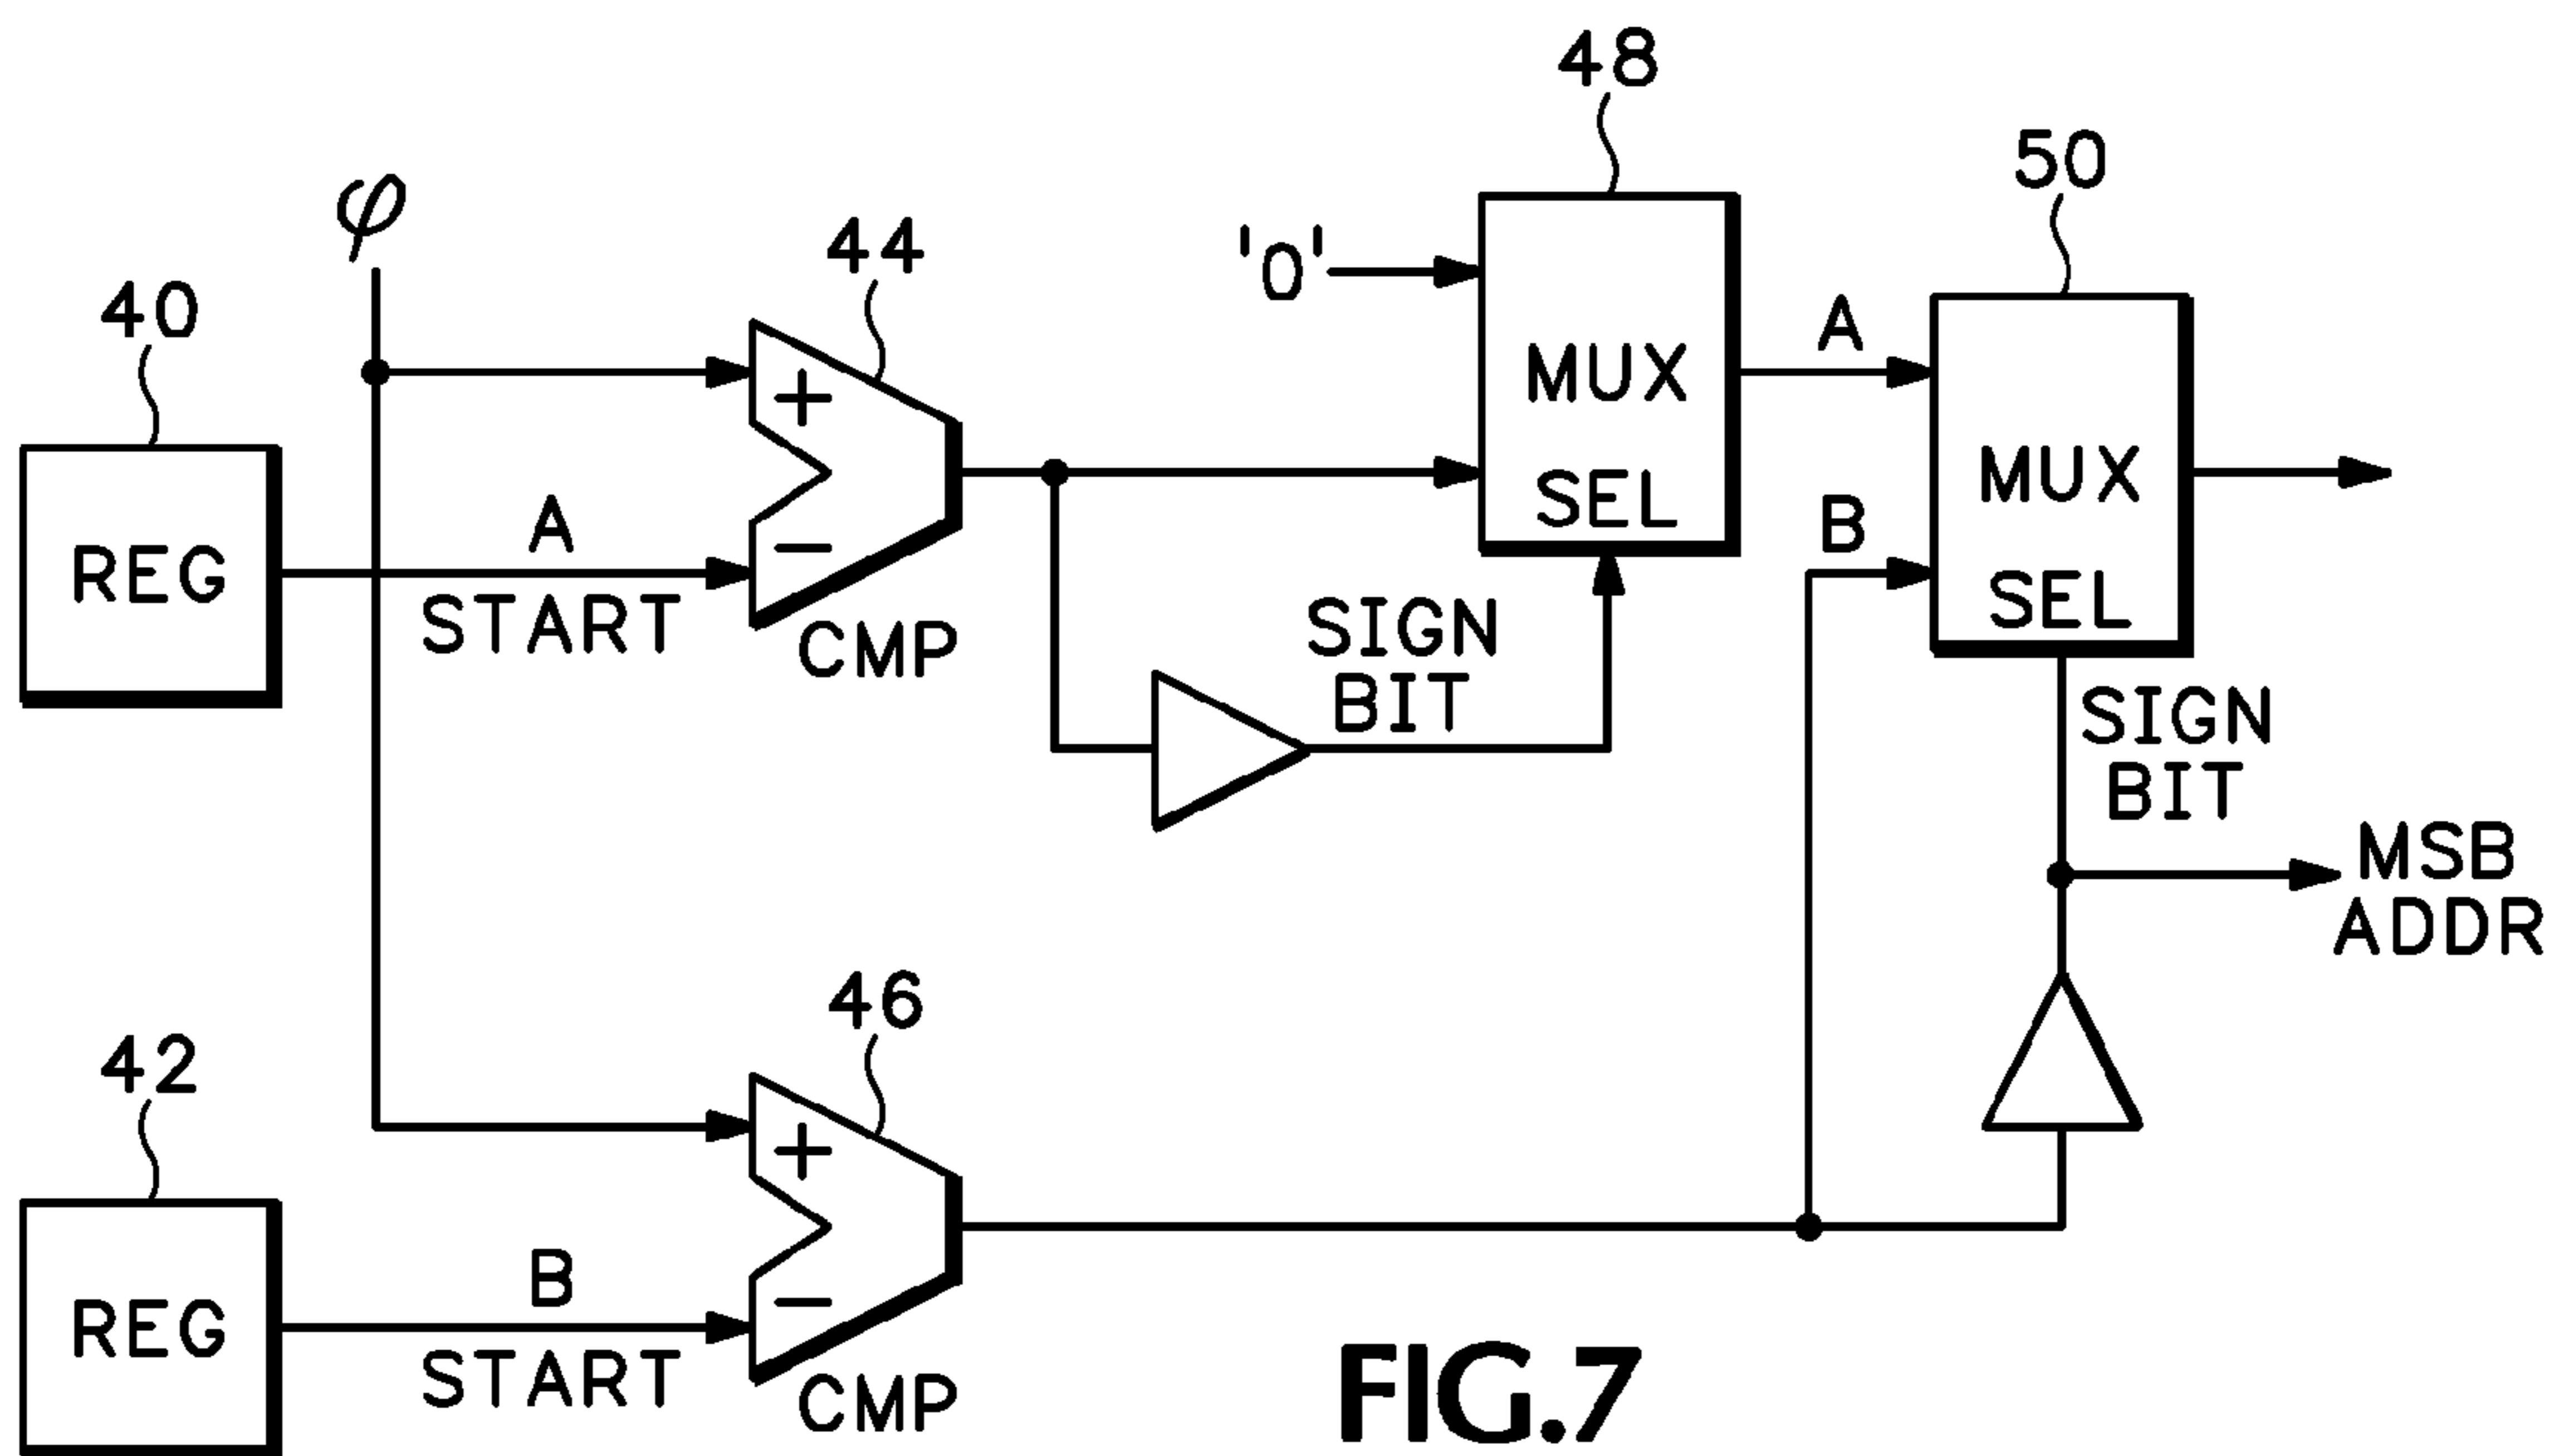 48
50
φ
44
'0'
40
A
MUX
MUX
+
SEL
B
REG
A
−
SEL
START
CMP
SIGN
BIT
SIGN
BIT
MSB
ADDR
46
42
+
B
REG
−
START
CMP
FIG.7